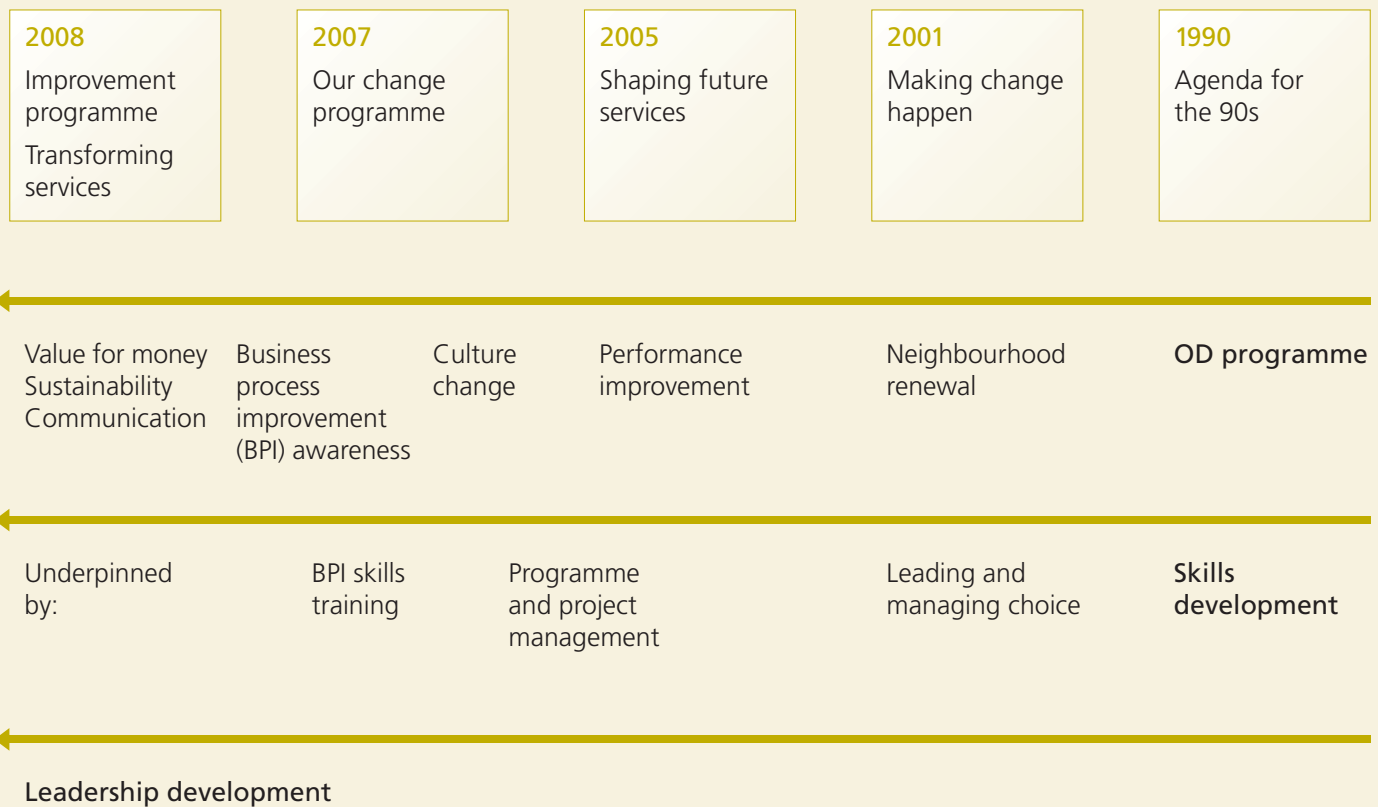 2008
Improvement
programme
Transforming
services
2007
Our change
programme
2005
Shaping future
services
2001
Making change
happen
1990
Agenda for
the 90s
Value for money
Sustainability
Communication
Business
process
improvement
(BPI) awareness
Culture
change
Performance
improvement
Neighbourhood
renewal
OD programme
Underpinned
by:
BPI skills
training
Programme
and project
management
Leading and
managing choice
Skills
development
Leadership development